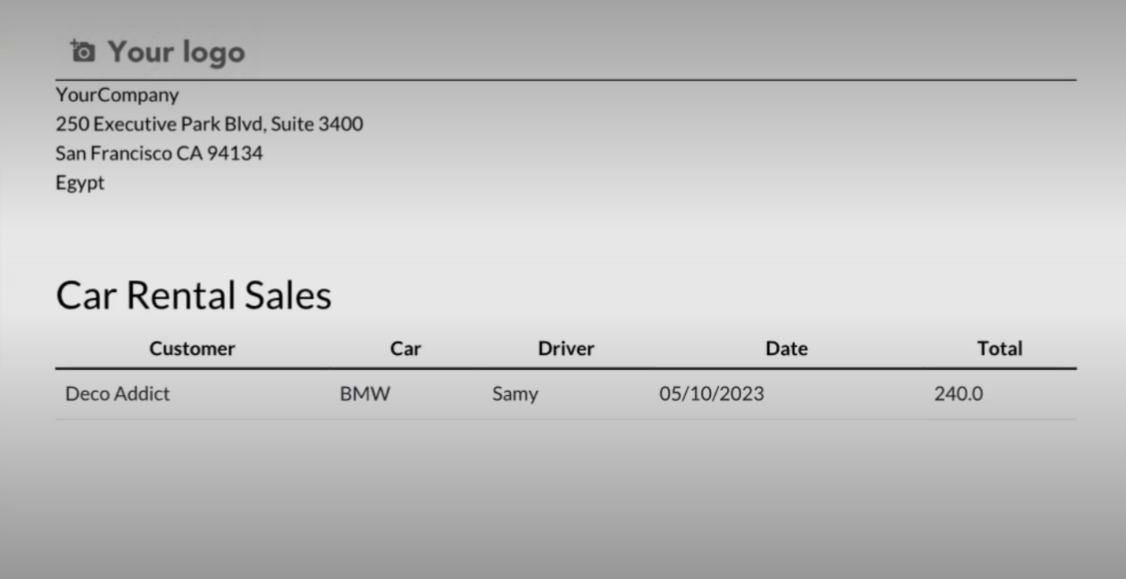 Your logo
YourCompany
250 Executive Park Blvd, Suite 3400
San Francisco CA 94134
Egypt
Car Rental Sales
Customer Car Driver Date Total
Deco Addict BMW Samy 05/10/2023 240.0